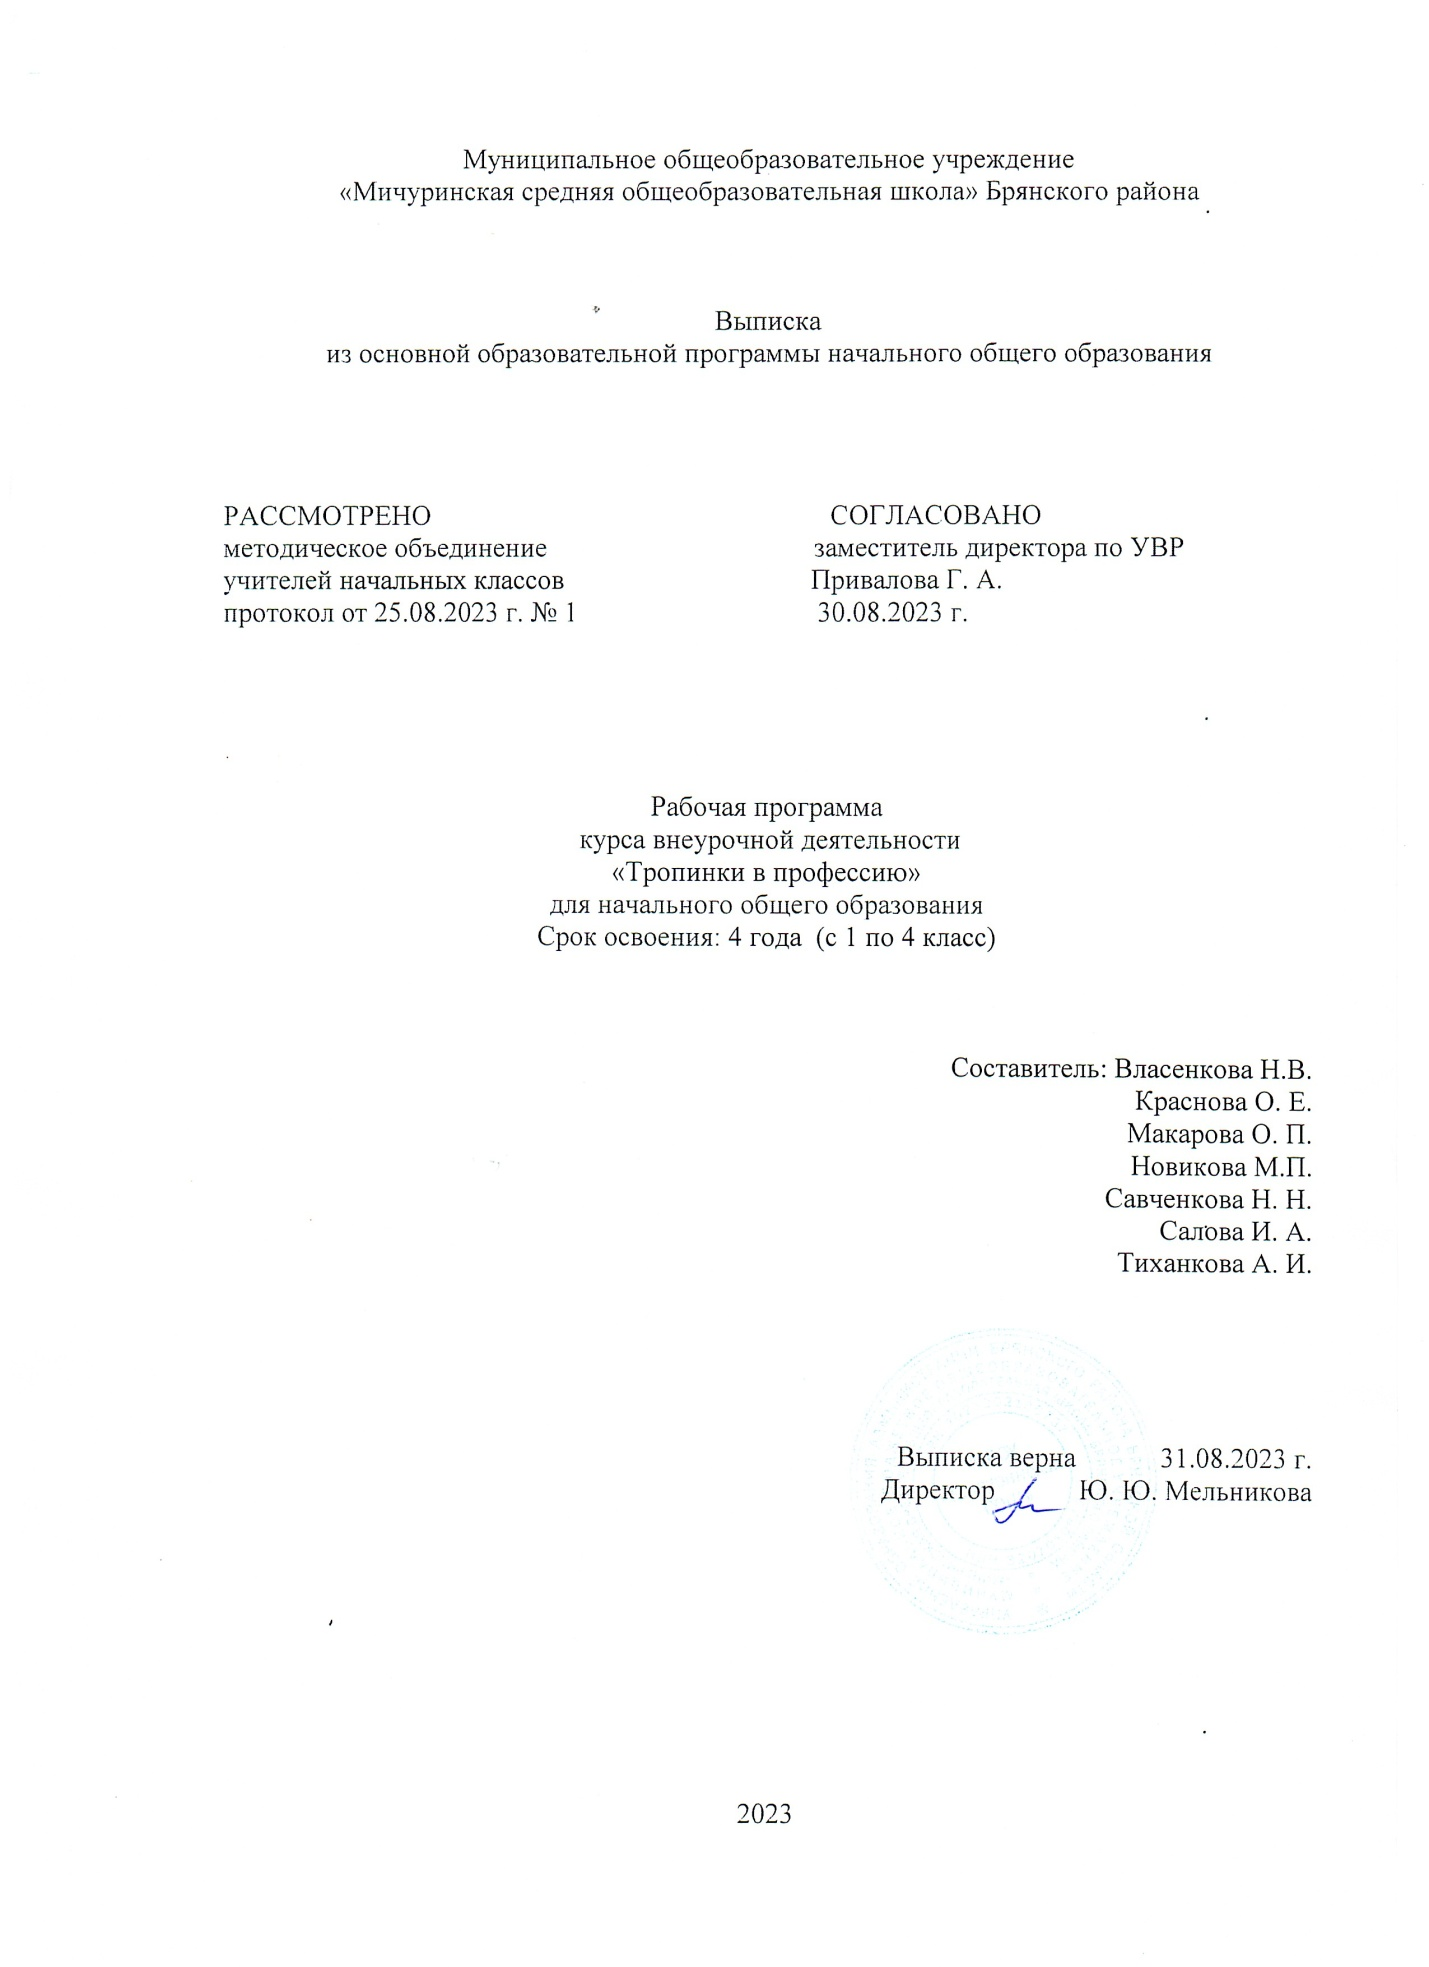 Муниципальное общеобразовательное учреждение
«Мичуринская средняя общеобразовательная школа» Брянского района
Выписка
из основной образовательной программы начального общего образования
РАССМОТРЕНО
методическое объединение
учителей начальных классов
протокол от 25.08.2023 г. № 1
СОГЛАСОВАНО
заместитель директора по УВР
Привалова Г. А.
30.08.2023 г.
Рабочая программа
курса внеурочной деятельности
«Тропинки в профессию»
для начального общего образования
Срок освоения: 4 года (с 1 по 4 класс)
Составитель: Власенкова Н.В.
Краснова О. Е.
Макарова О. П.
Новикова М.П.
Савченкова Н. Н.
Салова И. А.
Тиханкова А. И.
Выписка верна 31.08.2023 г.
Директор Ю. Ю. Мельникова
2023